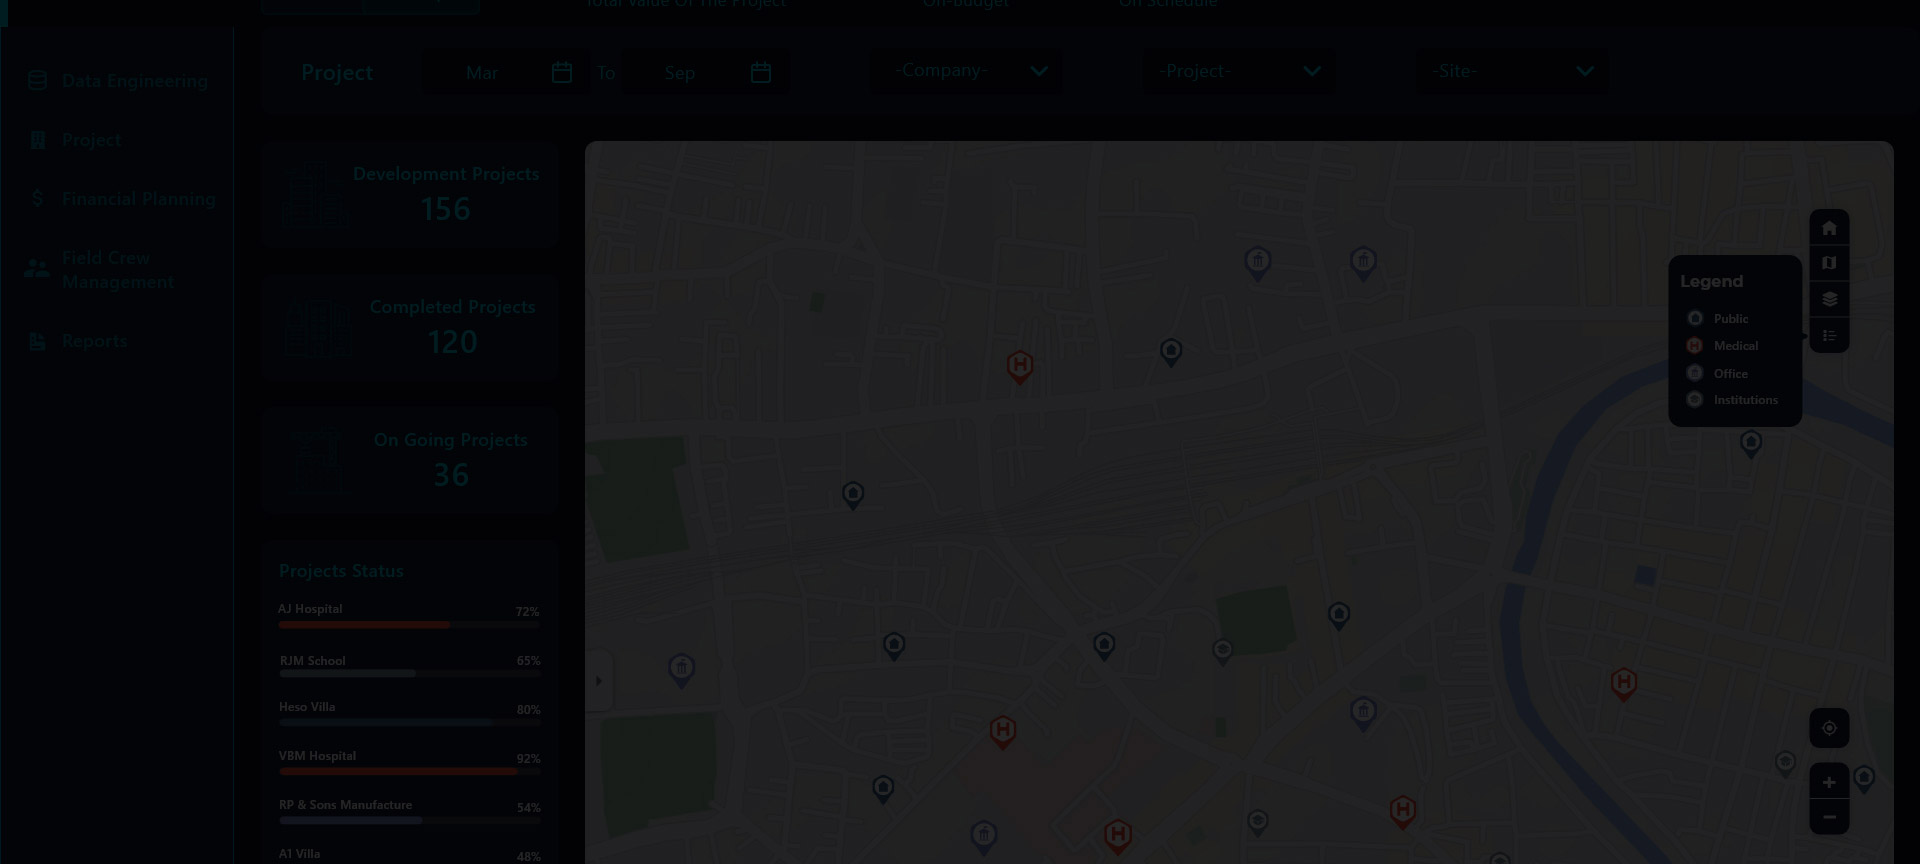 Total Value Of The Project
On-Budget
On Schedule
Project
Mar
To
Sep
-Company-
-Project-
-Site-
Data Engineering
Project
Financial Planning
Field Crew
Management
Reports
Development Projects
156
Completed Projects
120
On Going Projects
36
Projects Status
AJ Hospital
72%
RJM School
65%
Heso Villa
80%
VBM Hospital
92%
RP & Sons Manufacture
54%
A1 Villa
48%
Legend
Public
Medical
Office
Institutions